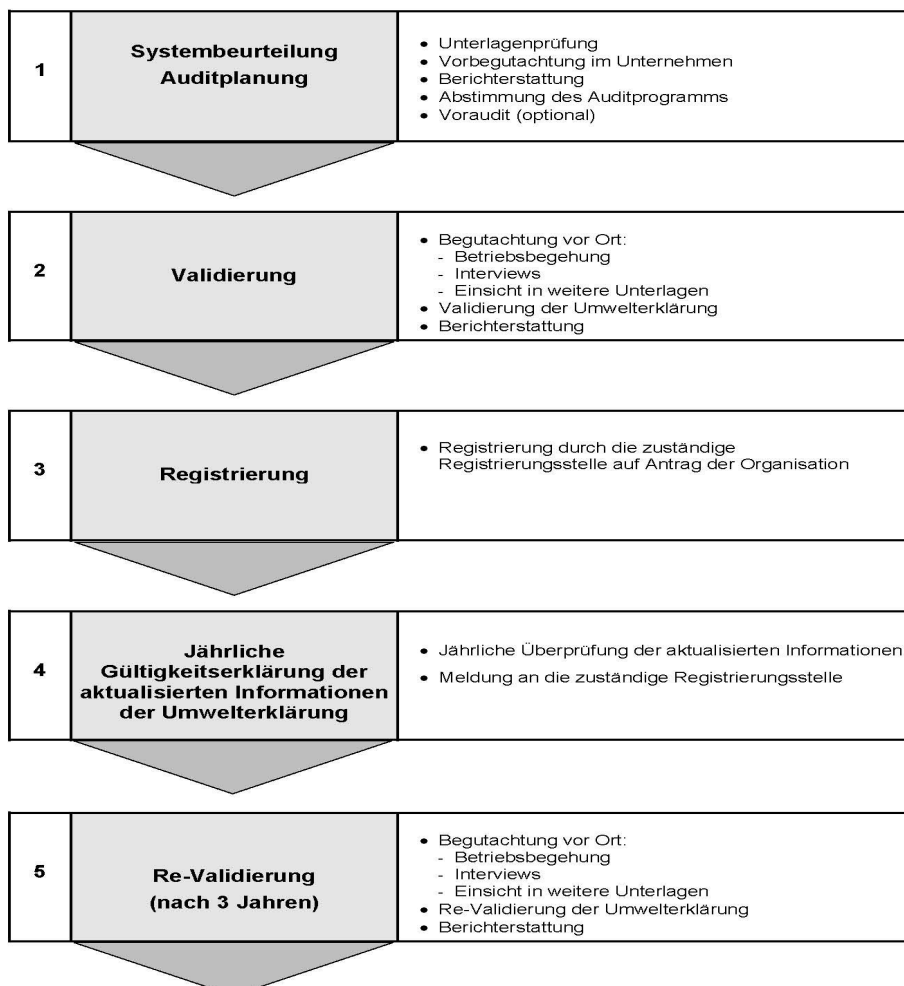 1
Systembeurteilung
Auditplanung
• Unterlagenprüfung
• Vorbegutachtung im Unternehmen
• Berichterstattung
• Abstimmung des Auditprogramms
• Voraudit (optional)
2
Validierung
• Begutachtung vor Ort:
- Betriebsbegehung
- Interviews
- Einsicht in weitere Unterlagen
• Validierung der Umwelterklärung
• Berichterstattung
3
Registrierung
• Registrierung durch die zuständige
Registrierungsstelle auf Antrag der Organisation
4
Jährliche
Gültigkeitserklärung der
aktualisierten Informationen
der Umwelterklärung
• Jährliche Überprüfung der aktualisierten Informationen
• Meldung an die zuständige Registrierungsstelle
5
Re-Validierung
(nach 3 Jahren)
• Begutachtung vor Ort:
- Betriebsbegehung
- Interviews
- Einsicht in weitere Unterlagen
• Re-Validierung der Umwelterklärung
• Berichterstattung